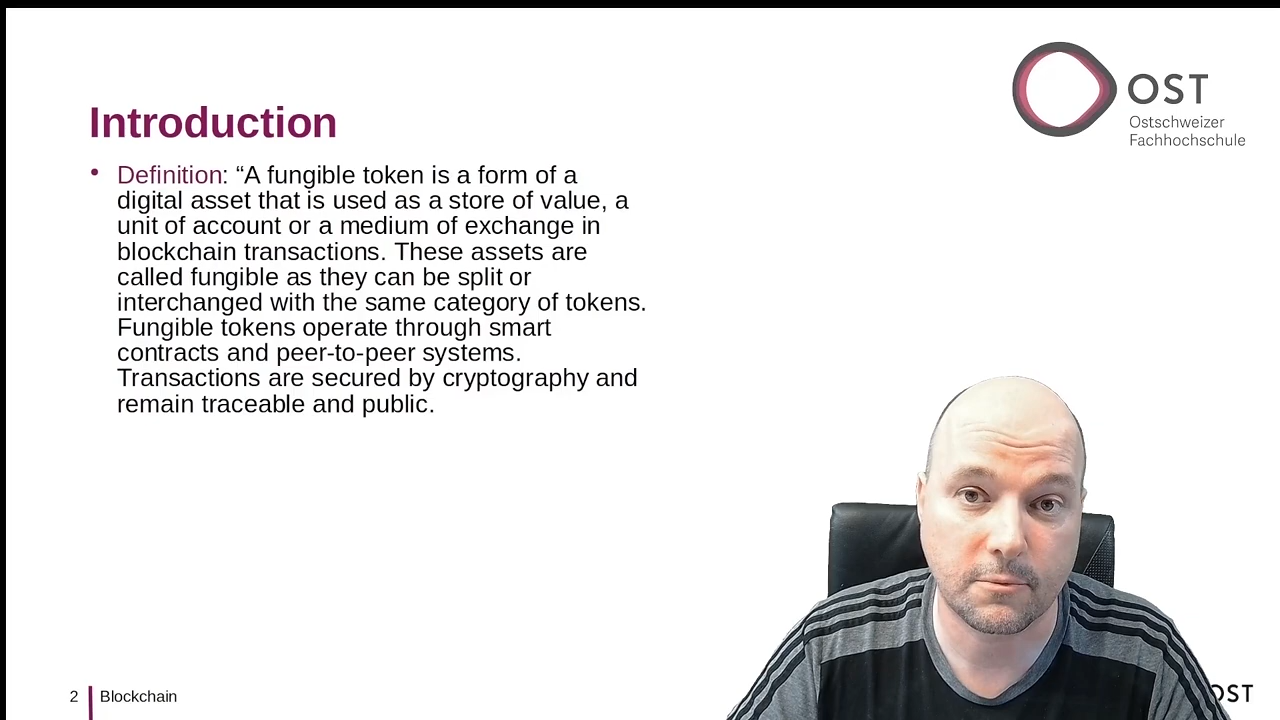 OST
Ostschweizer
Fachhochschule
Introduction
• Definition: “A fungible token is a form of a
digital asset that is used as a store of value, a
unit of account or a medium of exchange in
blockchain transactions. These assets are
called fungible as they can be split or
interchanged with the same category of tokens.
Fungible tokens operate through smart
contracts and peer-to-peer systems.
Transactions are secured by cryptography and
remain traceable and public.
2 Blockchain
OST